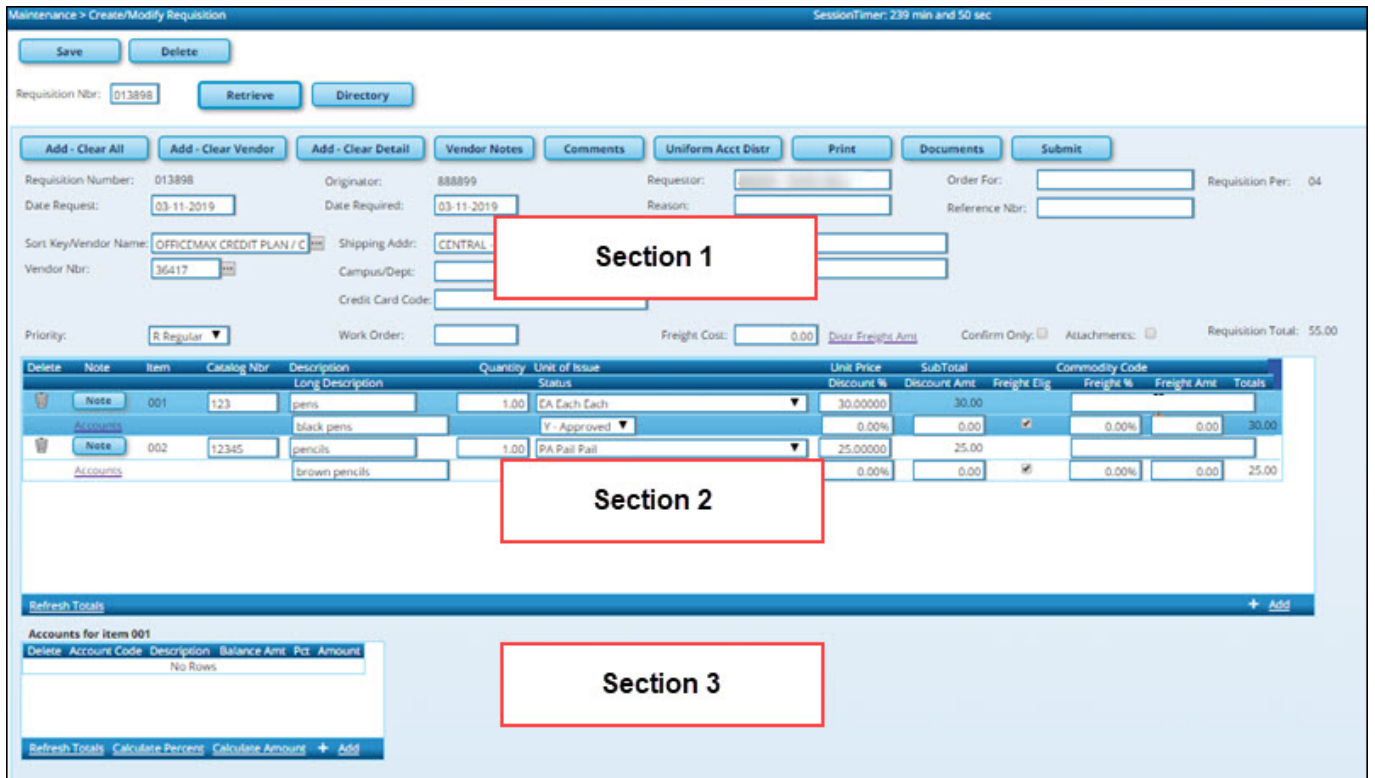 Maintenance > Create/Modify Requisition SessionTimer: 239 min and 50 sec
Save Delete
Requisition Nbr: 013898 Retrieve Directory
Add - Clear All Add - Clear Vendor Add - Clear Detail Vendor Notes Comments Uniform Acct Distr Print Documents Submit
Requisition Number: 013898 Originator: 888899 Requestor: Order For: Requisition Per: 04
Date Request: 03-11-2019 Date Required: 03-11-2019 Reason: Reference Nbr:
Sort Key/Vendor Name: OFFICEMAX CREDIT PLAN / C Shipping Addr: CENTRAL -
Section 1
Vendor Nbr: 36417 Campus/Dept:
Credit Card Code:
Priority: R Regular Work Order: Freight Cost: 0.00 Distr Freight Amt Confirm Only: Attachments: Requisition Total: 55.00
Delete Note Item Catalog Nbr Description Quantity Unit of Issue Unit Price SubTotal Commodity Code
Long Description Status Discount % Discount Amt Freight Elig Freight % Freight Amt Totals
Note 001 123 pens 1.00 EA Each Each 30.00000 30.00
Accounts black pens Y - Approved 0.00% 0.00 0.00% 0.00 30.00
Note 002 12345 pencils 1.00 PA Pail Pail 25.00000 25.00
Accounts brown pencils 0.00% 0.00 0.00% 0.00 25.00
Section 2
Refresh Totals + Add
Accounts for item 001
Delete Account Code Description Balance Amt Pct Amount
No Rows
Section 3
Refresh Totals Calculate Percent Calculate Amount + Add